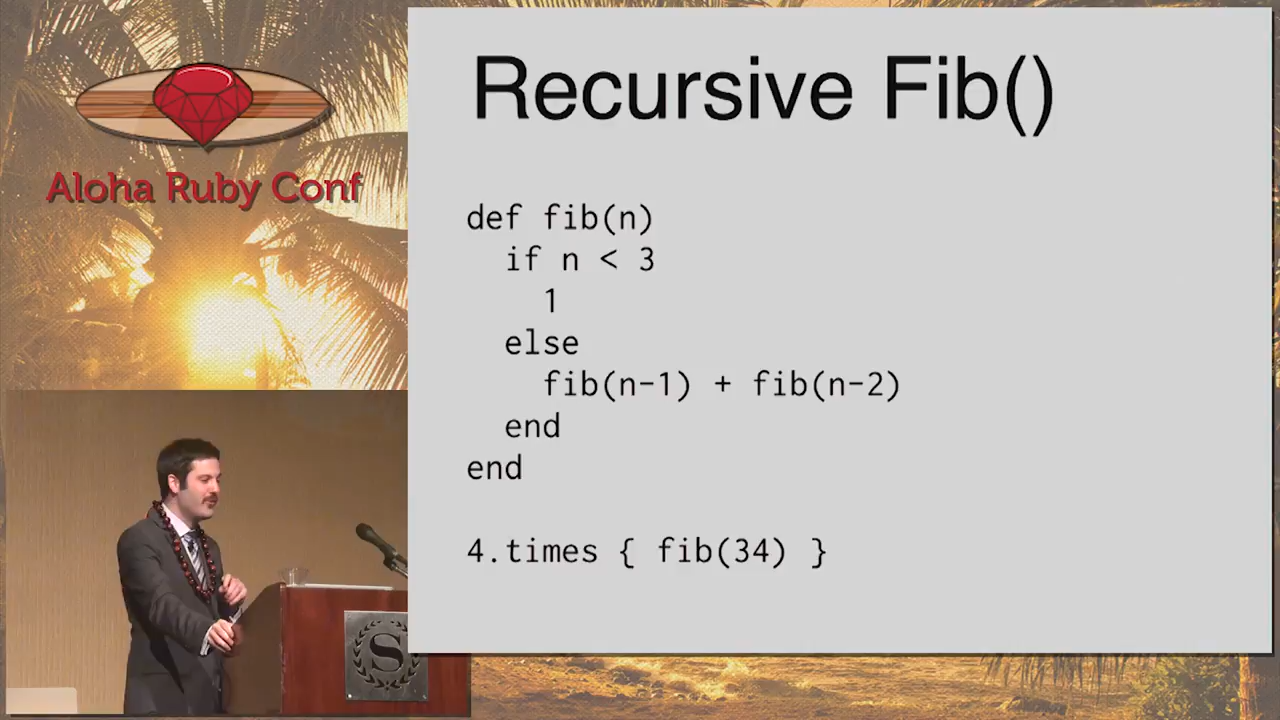 Aloha Ruby Conf
Recursive Fib()
def fib(n)
  if n < 3
    1
  else
    fib(n-1) + fib(n-2)
  end
end
4.times { fib(34) }
S